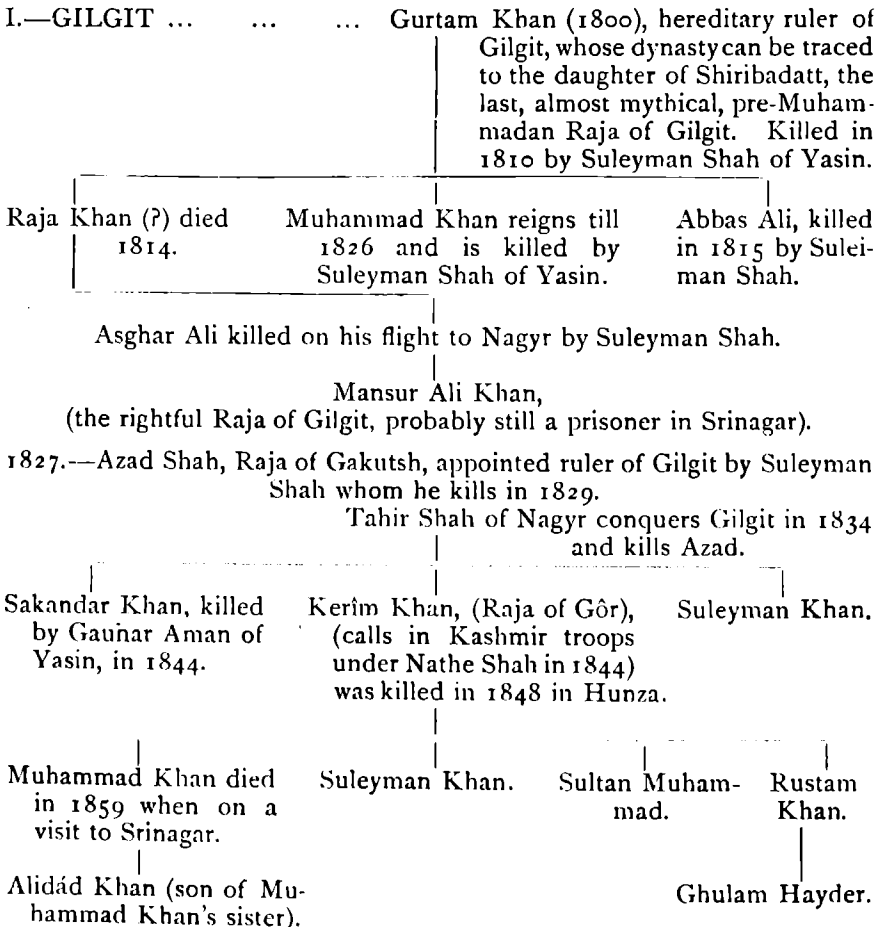 I.—GILGIT ... ... ... Gurtam Khan (1800), hereditary ruler of
Gilgit, whose dynasty can be traced
to the daughter of Shiribadatt, the
last, almost mythical, pre-Muham-
madan Raja of Gilgit. Killed in
1810 by Suleyman Shah of Yasin.
Raja Khan (?) died
1814.
Muhammad Khan reigns till
1826 and is killed by
Suleyman Shah of Yasin.
Abbas Ali, killed
in 1815 by Sulei-
man Shah.
Asghar Ali killed on his flight to Nagyr by Suleyman Shah.
Mansur Ali Khan,
(the rightful Raja of Gilgit, probably still a prisoner in Srinagar).
1827.—Azad Shah, Raja of Gakutsh, appointed ruler of Gilgit by Suleyman
Shah whom he kills in 1829.
Tahir Shah of Nagyr conquers Gilgit in 1834
and kills Azad.
Sakandar Khan, killed
by Gauhar Aman of
Yasin, in 1844.
Kerîm Khan, (Raja of Gôr),
(calls in Kashmir troops
under Nathe Shah in 1844)
was killed in 1848 in Hunza.
Suleyman Khan.
Muhammad Khan died
in 1859 when on a
visit to Srinagar.
Suleyman Khan.
Sultan Muham-
mad.
Rustam
Khan.
Alidád Khan (son of Mu-
hammad Khan's sister).
Ghulam Hayder.